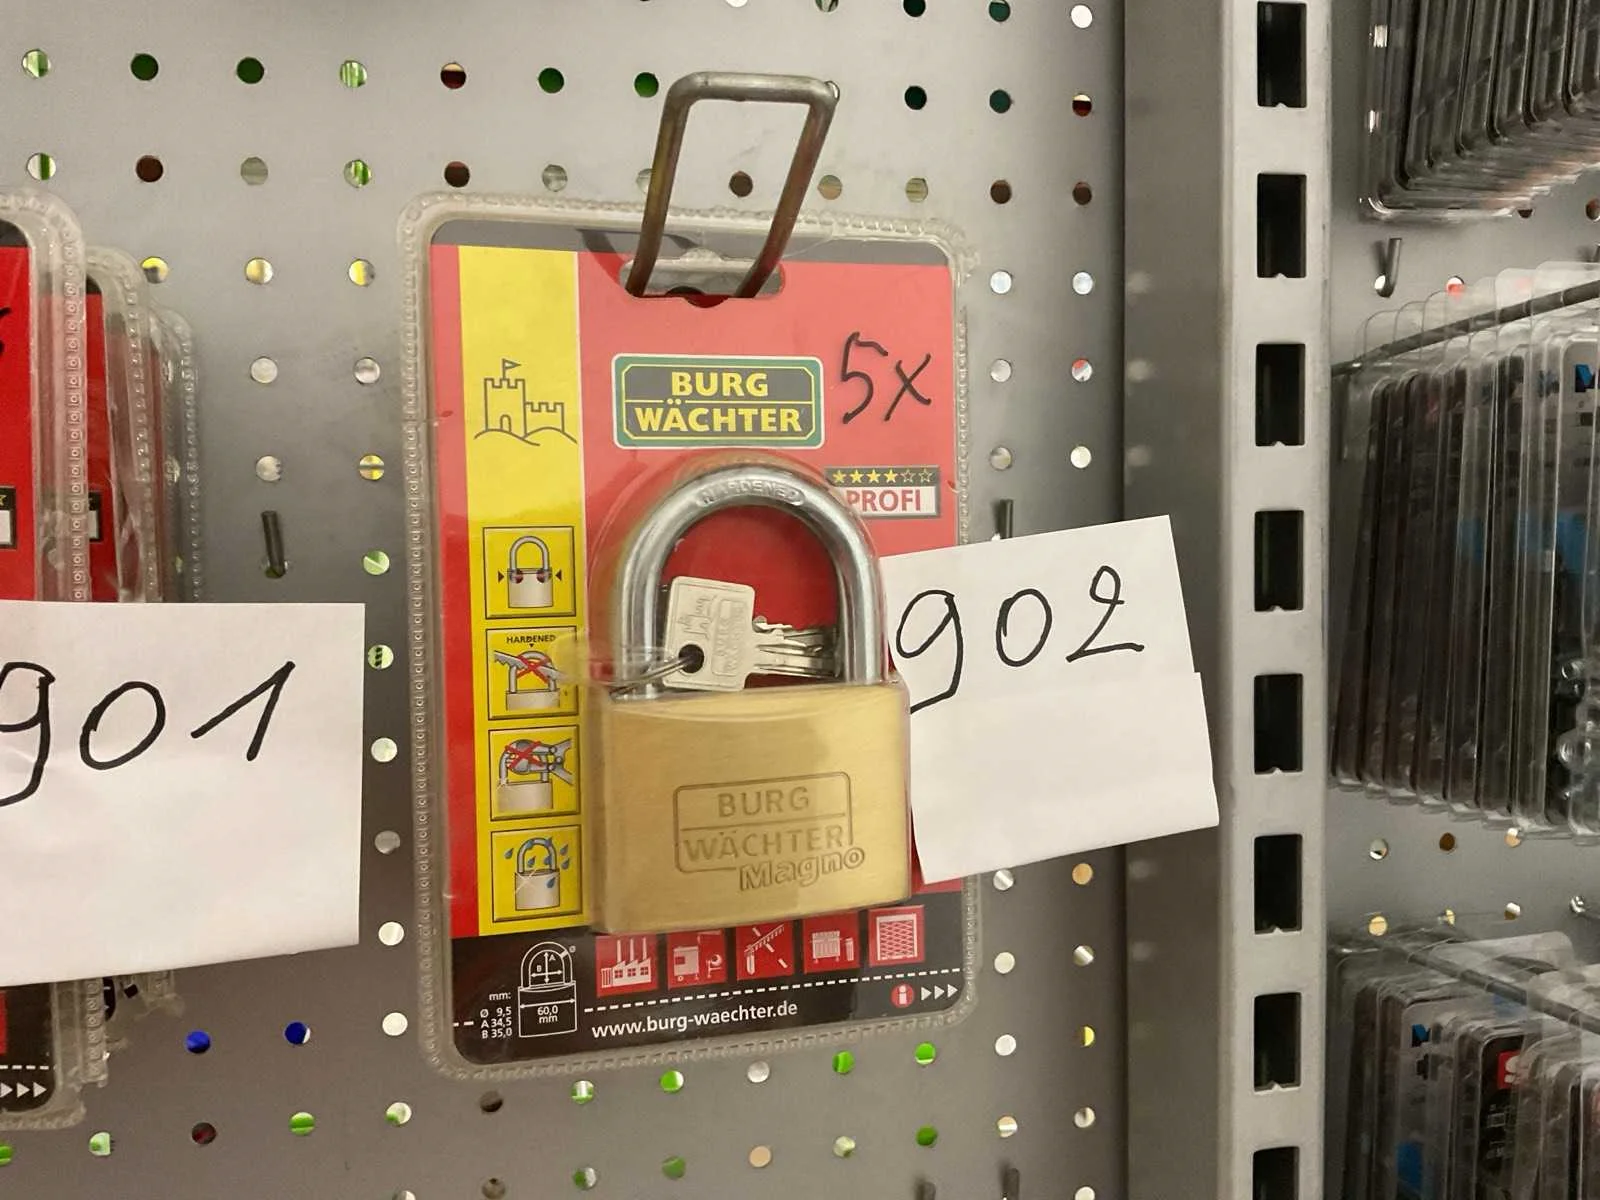 BURG
WÄCHTER
5x
PROFI
HARDENED
HARDENED
901
902
BURG
WÄCHTER
Magno
mm:
Ø 9,5
A 34,5
B 35,0
A
B
60,0
mm
www.burg-waechter.de